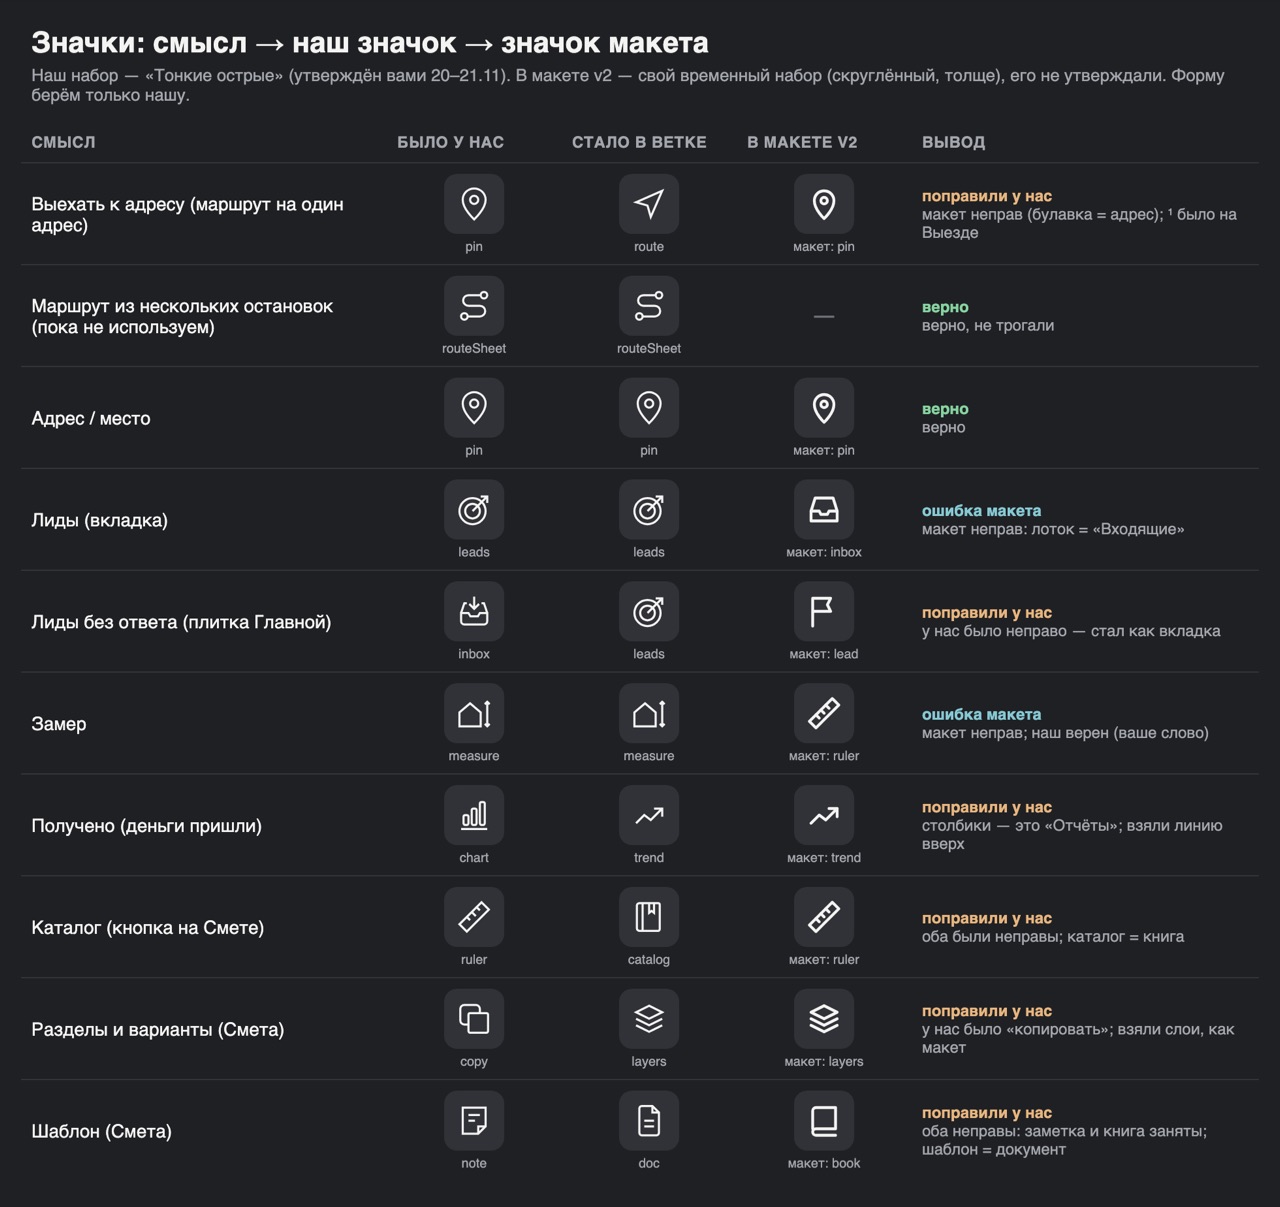 Значки: смысл → наш значок → значок макета
Наш набор — «Тонкие острые» (утверждён вами 20–21.11). В макете v2 — свой временный набор (скруглённый, толще), его не утверждали. Форму
берём только нашу.
СМЫСЛ БЫЛО У НАС СТАЛО В ВЕТКЕ В МАКЕТЕ V2 ВЫВОД
Выехать к адресу (маршрут на один
адрес)
pin
route
макет: pin
поправили у нас
макет неправ (булавка = адрес); ¹ было на
Выезде
Маршрут из нескольких остановок
(пока не используем)
routeSheet
routeSheet
—
верно
верно, не трогали
Адрес / место
pin
pin
макет: pin
верно
верно
Лиды (вкладка)
leads
leads
макет: inbox
ошибка макета
макет неправ: лоток = «Входящие»
Лиды без ответа (плитка Главной)
inbox
leads
макет: lead
поправили у нас
у нас было неправо — стал как вкладка
Замер
measure
measure
макет: ruler
ошибка макета
макет неправ; наш верен (ваше слово)
Получено (деньги пришли)
chart
trend
макет: trend
поправили у нас
столбики — это «Отчёты»; взяли линию
вверх
Каталог (кнопка на Смете)
ruler
catalog
макет: ruler
поправили у нас
оба были неправы; каталог = книга
Разделы и варианты (Смета)
copy
layers
макет: layers
поправили у нас
у нас было «копировать»; взяли слои, как
макет
Шаблон (Смета)
note
doc
макет: book
поправили у нас
оба неправы: заметка и книга заняты;
шаблон = документ